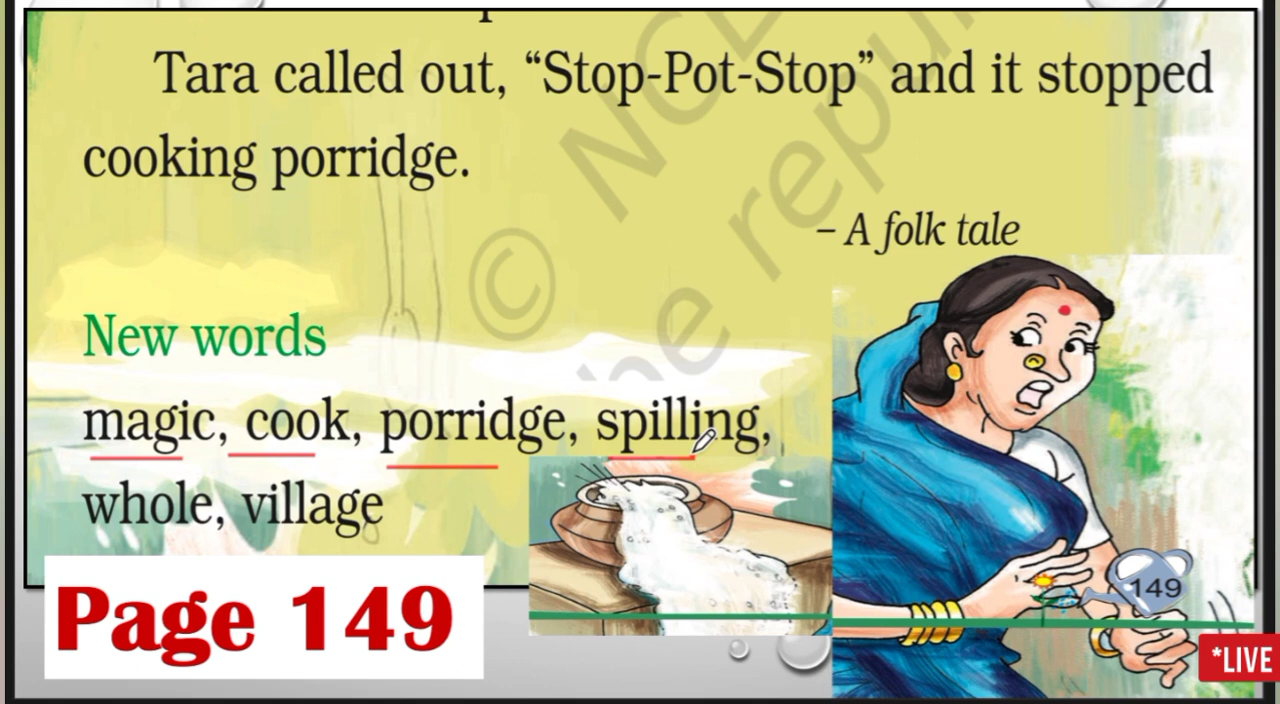 Tara called out, “Stop-Pot-Stop” and it stopped
cooking porridge.
– A folk tale
New words
magic, cook, porridge, spilling,
whole, village
Page 149
149
*LIVE